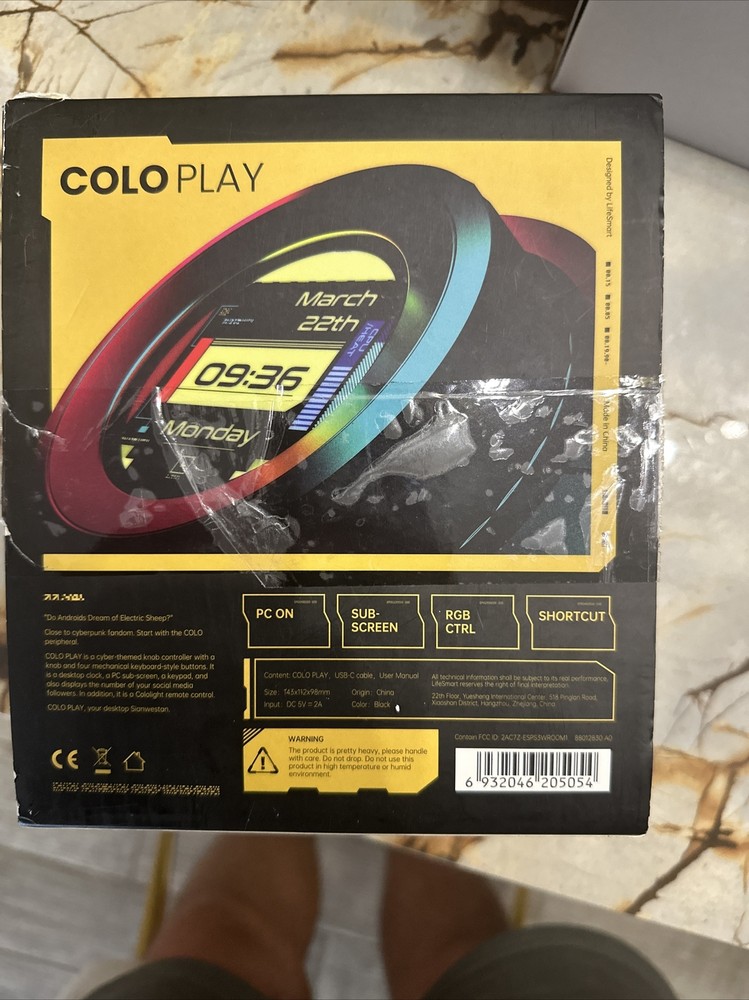 COLO PLAY
Designed by LifeSmart
Made in China
March
22th
CPU
/HEAT
09:36
Monday
"Do Androids Dream of Electric Sheep?"
Close to cyberpunk fandom. Start with the COLO
peripheral.
COLO PLAY is a cyber-themed knob controller with a
knob and four mechanical keyboard-style buttons. It
is a desktop clock, a PC sub-screen, a keypad, and
also displays the number of your social media
followers. In addition, it is a Cololight remote control.
COLO PLAY, your desktop Sianwestan.
PC ON
SUB-
SCREEN
RGB
CTRL
SHORTCUT
Content: COLO PLAY, USB-C cable, User Manual
Size: 143x112x98mm Origin: China
Input: DC 5V = 2A Color: Black
All technical information shall be subject to its real performance,
LifeSmart reserves the right of final interpretation.
22th Floor, Yuesheng International Center, 518 Pinglan Road,
Xiaoshan District, Hangzhou, Zhejiang, China
WARNING
The product is pretty heavy, please handle
with care. Do not drop. Do not use this
product in high temperature or humid
environment.
Contain FCC ID: 2AC7Z-ESPS3WROOM1 88012830 A0
6 932046 205054
CE